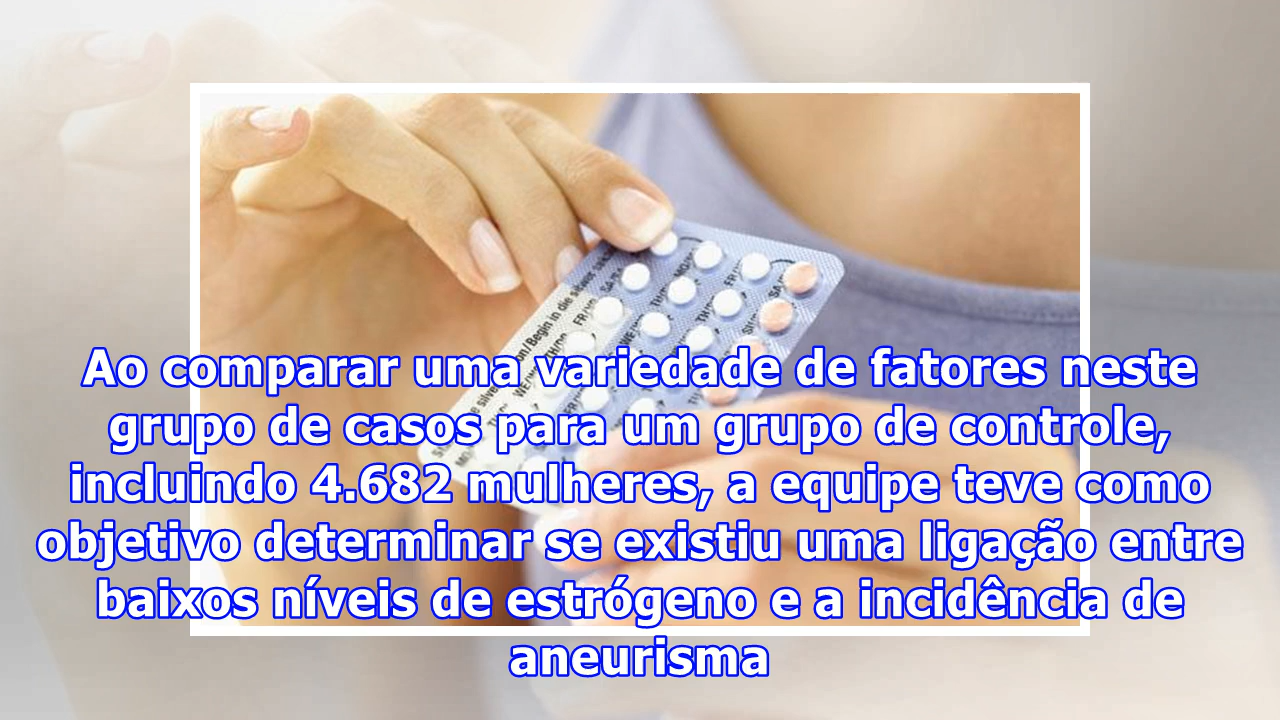 Ao comparar uma variedade de fatores neste
grupo de casos para um grupo de controle,
incluindo 4.682 mulheres, a equipe teve como
objetivo determinar se existiu uma ligação entre
baixos níveis de estrógeno e a incidência de
aneurisma